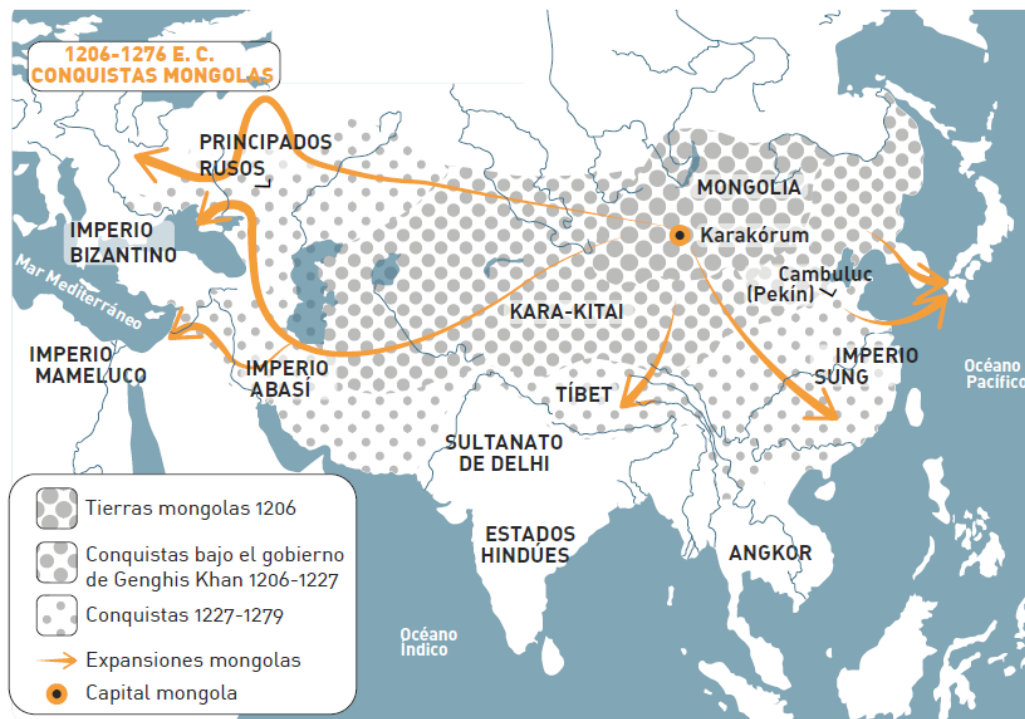 1206-1276 E. C.
CONQUISTAS MONGOLAS
PRINCIPADOS
RUSOS
MONGOLIA
IMPERIO
BIZANTINO
Karakórum
Mar Mediterráneo
Cambuluc
(Pekín)
KARA-KITAI
IMPERIO
MAMELUCO
IMPERIO
ABASÍ
IMPERIO
SUNG
Océano
Pacífico
TÍBET
SULTANATO
DE DELHI
ESTADOS
HINDÚES
ANGKOR
Océano
Índico
Tierras mongolas 1206
Conquistas bajo el gobierno
de Genghis Khan 1206-1227
Conquistas 1227-1279
Expansiones mongolas
Capital mongola